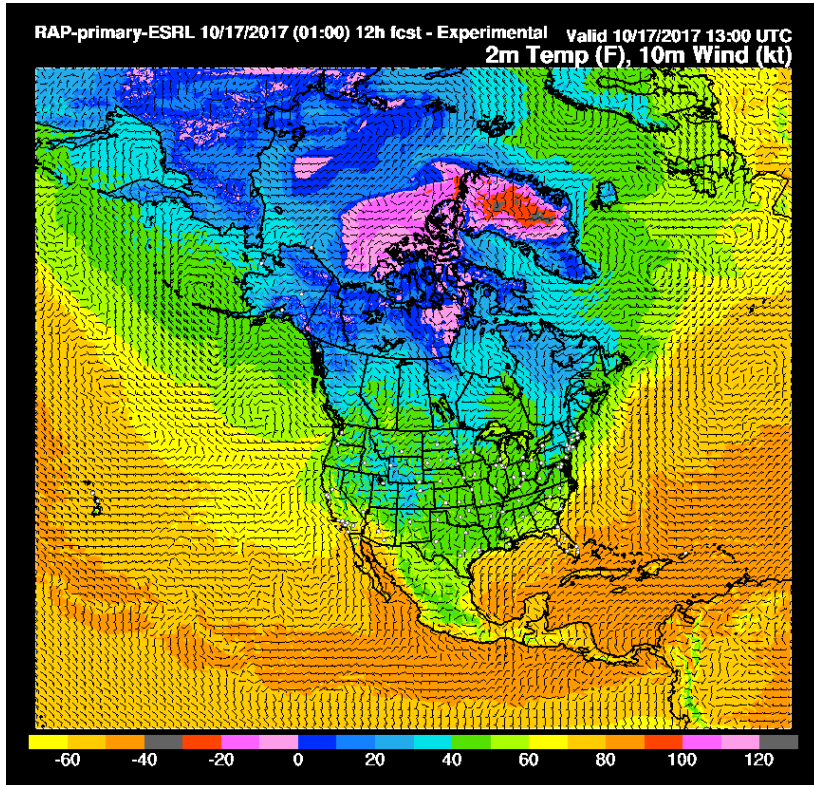 RAP-primary-ESRL 10/17/2017 (01:00) 12h fcst - Experimental Valid 10/17/2017 13:00 UTC
2m Temp (F), 10m Wind (kt)
-60 -40 -20 0 20 40 60 80 100 120